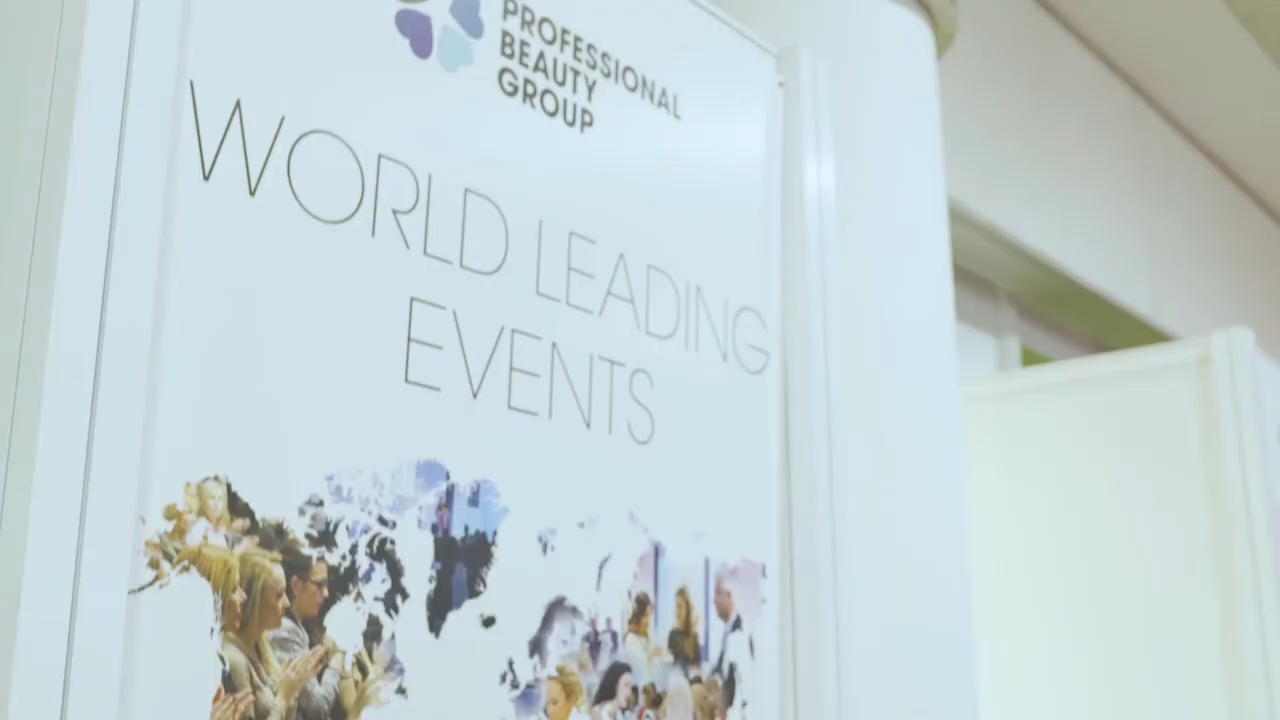 PROFESSIONAL
BEAUTY
GROUP
WORLD LEADING
EVENTS